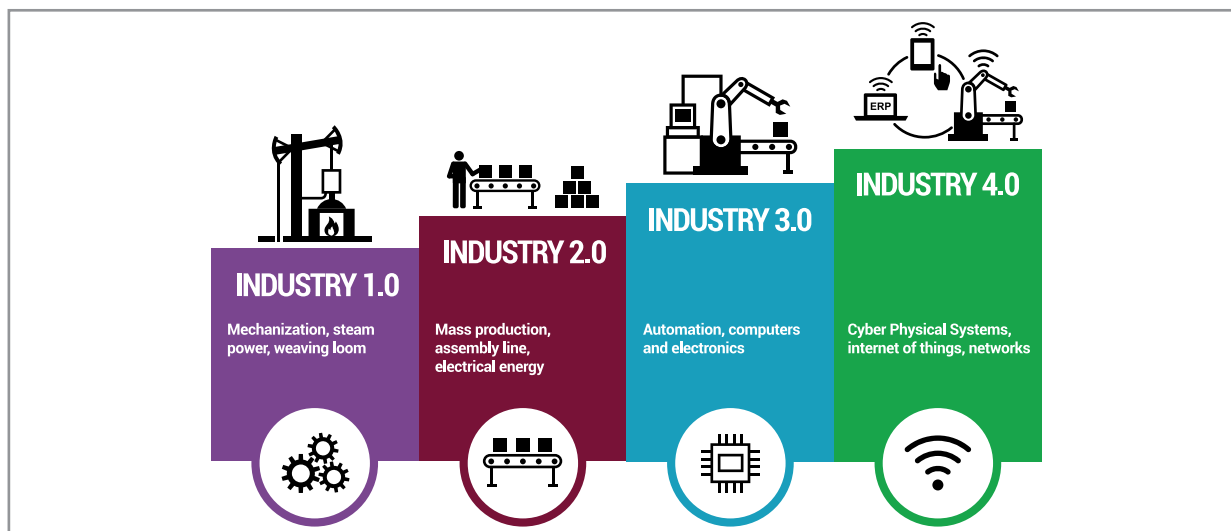 ERP
INDUSTRY 1.0
Mechanization, steam
power, weaving loom
INDUSTRY 2.0
Mass production,
assembly line,
electrical energy
INDUSTRY 3.0
Automation, computers
and electronics
INDUSTRY 4.0
Cyber Physical Systems,
internet of things, networks